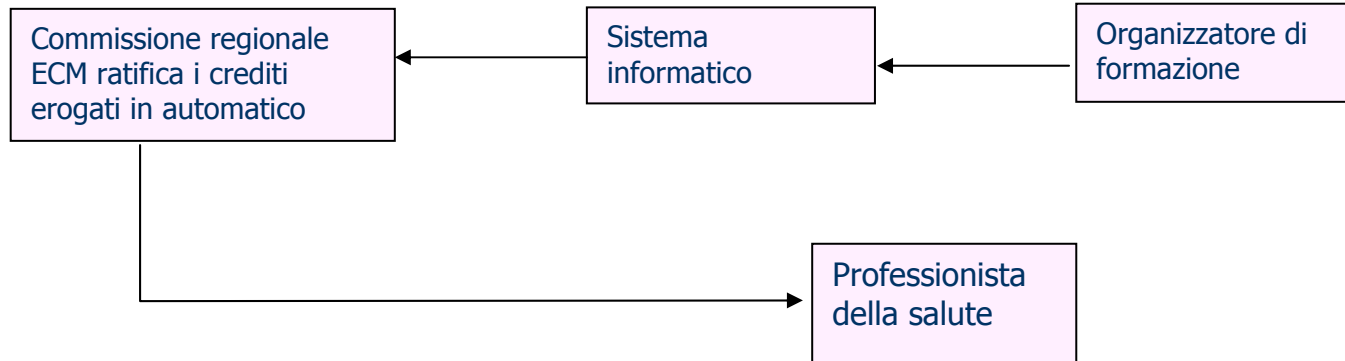 Commissione regionale
ECM ratifica i crediti
erogati in automatico
Sistema
informatico
Organizzatore di
formazione
Professionista
della salute